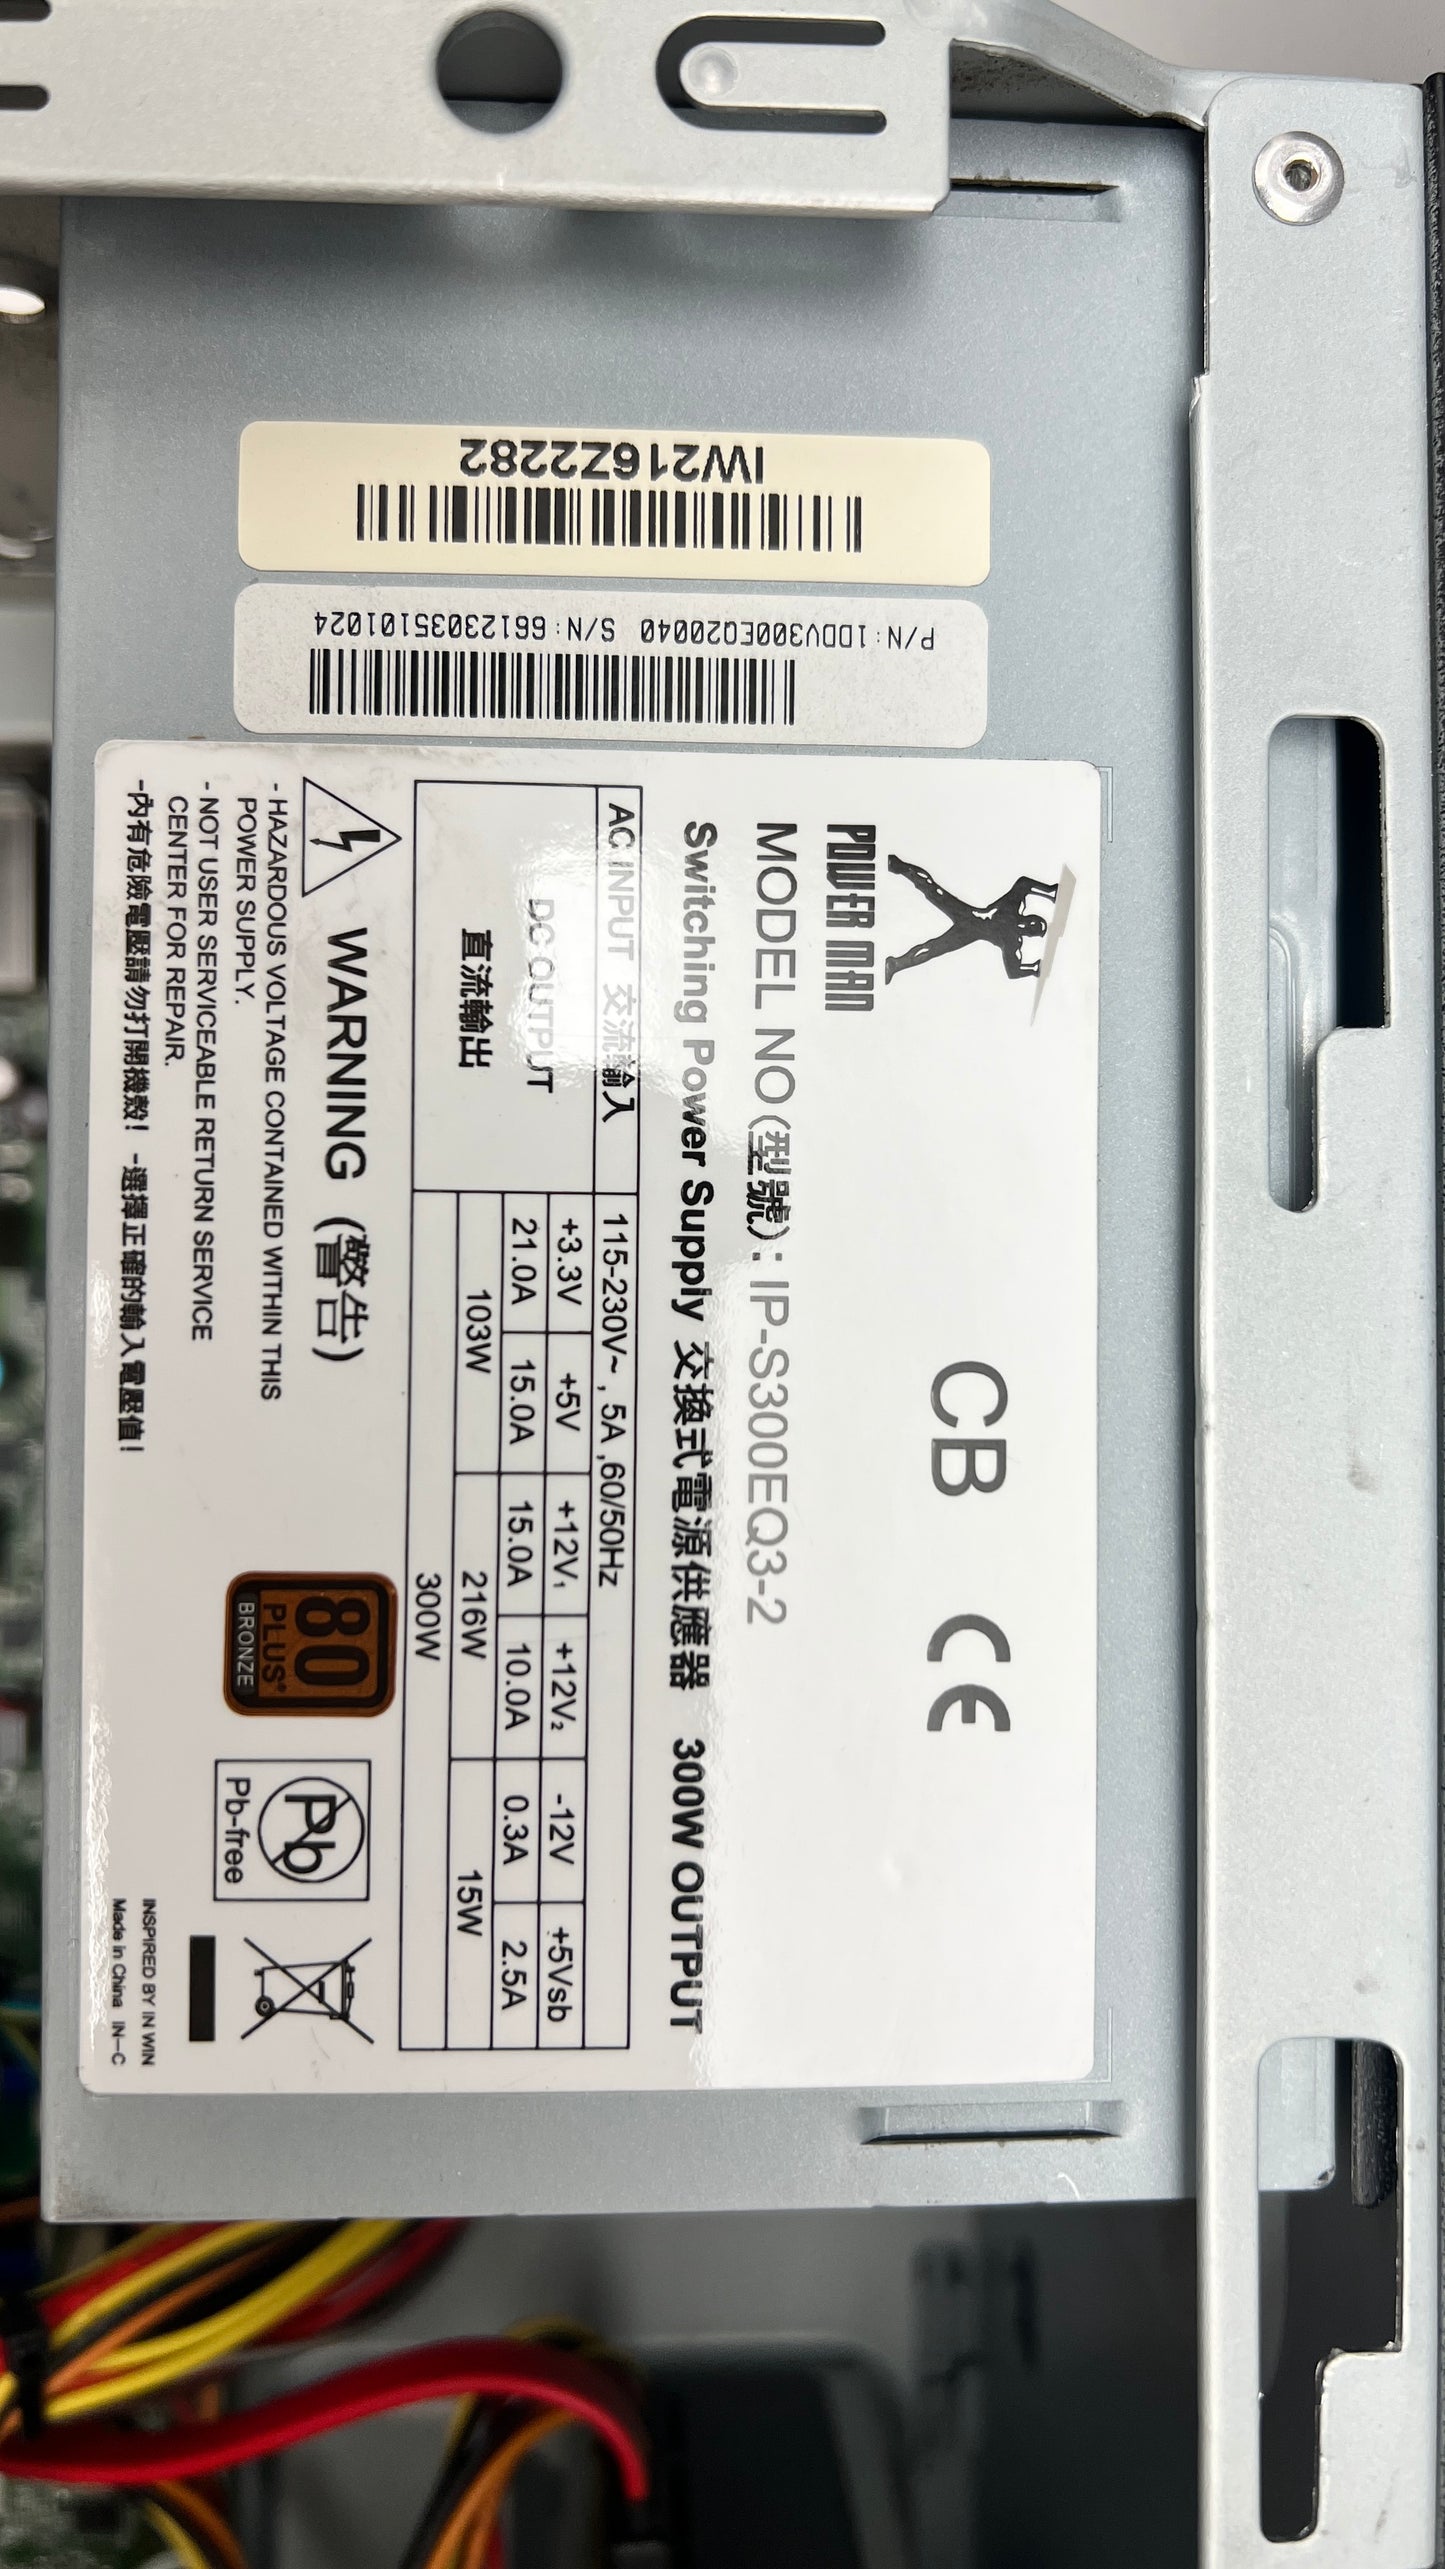 IW216Z2282
P/N:1DDV300EQ20040 S/N:66123035101024
POWER MAN
CB CE
MODEL NO(型號): IP-S300EQ3-2
Switching Power Supply 交換式電源供應器 300W OUTPUT
AC INPUT 交流輸入 115-230V~ , 5A ,60/50Hz
DC OUTPUT
直流輸出
+3.3V +5V +12V₁ +12V₂ -12V +5Vsb
21.0A 15.0A 15.0A 10.0A 0.3A 2.5A
103W 216W 15W
300W
WARNING (警告)
- HAZARDOUS VOLTAGE CONTAINED WITHIN THIS
POWER SUPPLY.
- NOT USER SERVICEABLE RETURN SERVICE
CENTER FOR REPAIR.
-內有危險電壓請勿打開機殼! -選擇正確的輸入電壓值!
80
PLUS®
BRONZE
Pb
Pb-free
INSPIRED BY IN WIN
Made in China IN-C